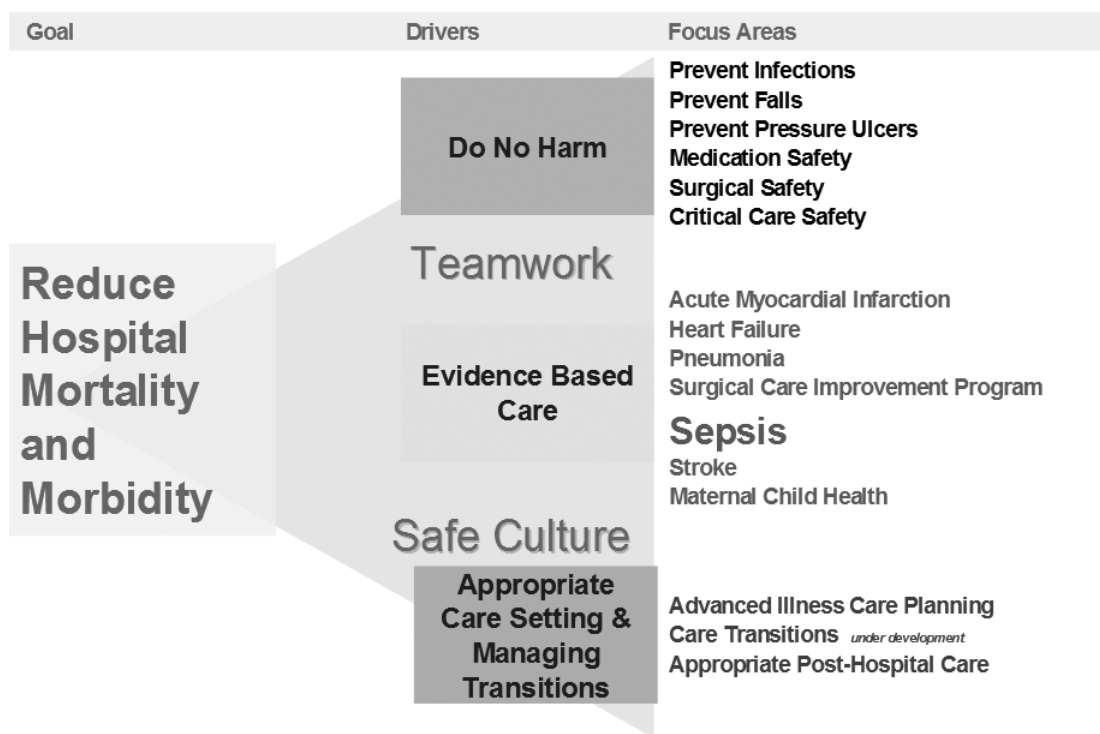 Goal Drivers Focus Areas
Reduce
Hospital
Mortality
and
Morbidity
Do No Harm
Prevent Infections
Prevent Falls
Prevent Pressure Ulcers
Medication Safety
Surgical Safety
Critical Care Safety
Teamwork
Evidence Based
Care
Acute Myocardial Infarction
Heart Failure
Pneumonia
Surgical Care Improvement Program
Sepsis
Stroke
Maternal Child Health
Safe Culture
Appropriate
Care Setting &
Managing
Transitions
Advanced Illness Care Planning
Care Transitions under development
Appropriate Post-Hospital Care